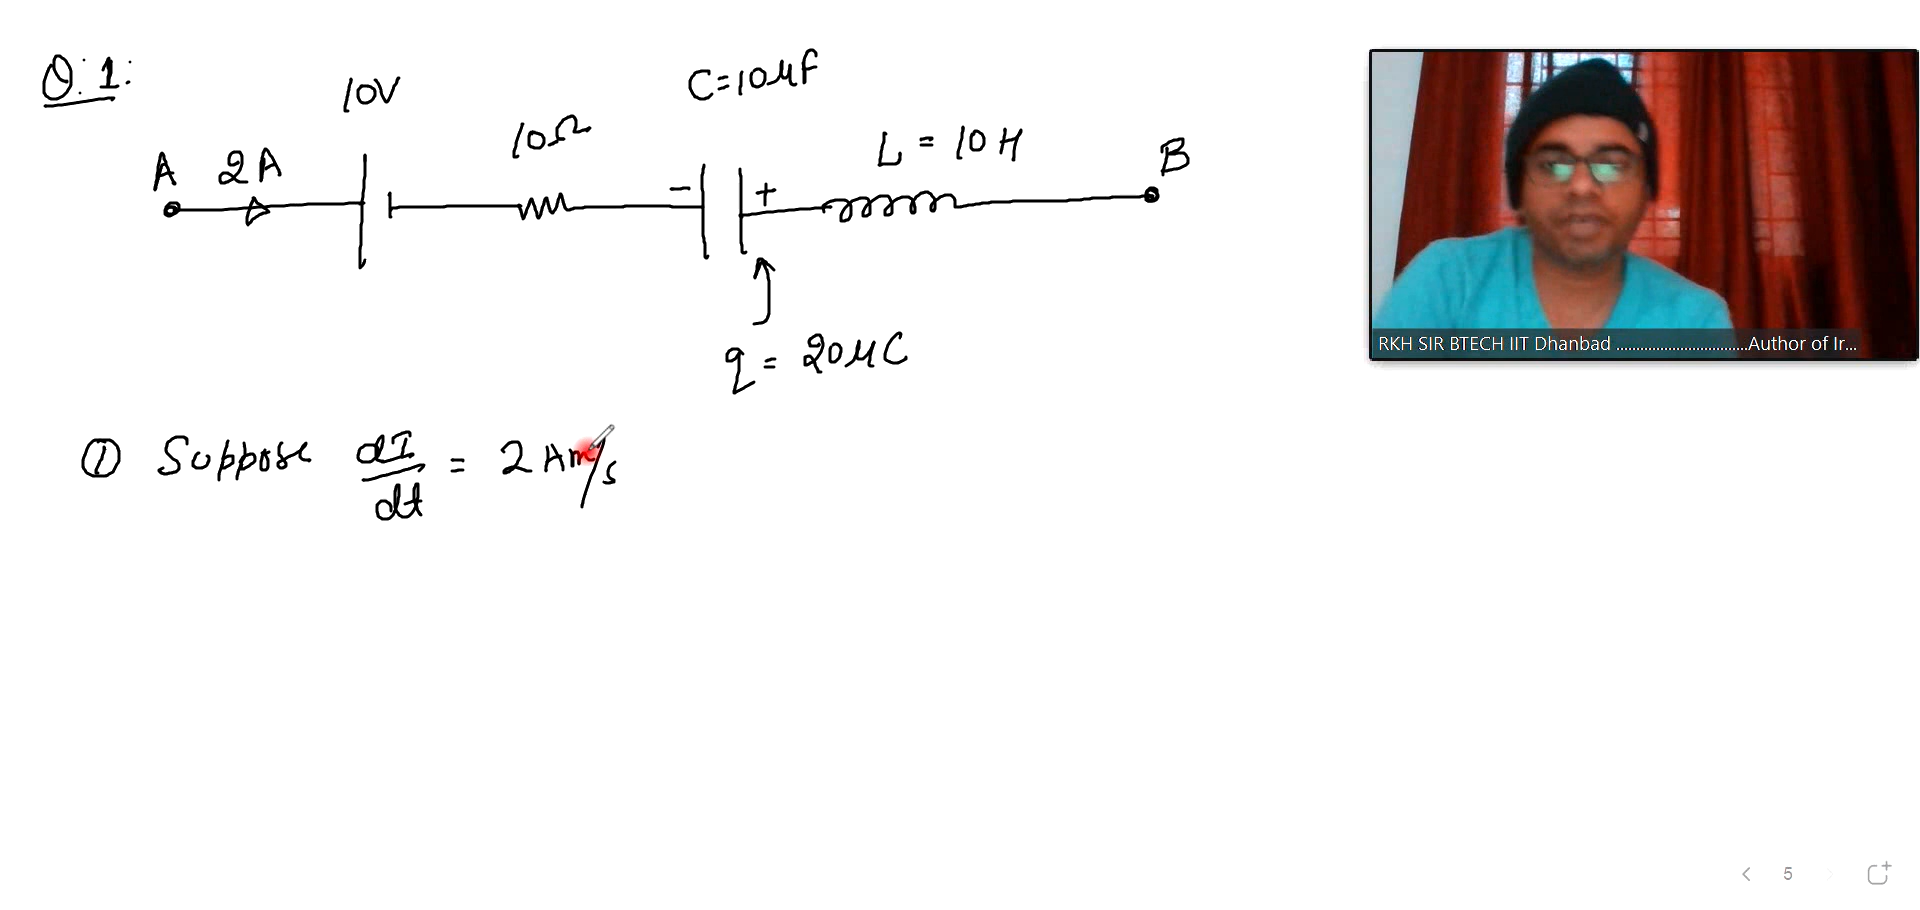 Q.1:
10V
10Ω
C=10μF
L = 10H
A 2A
B
- +
q = 20μC
① Suppose dI/dt = 2 Am/s
RKH SIR BTECH IIT Dhanbad ................................Author of Ir...
5